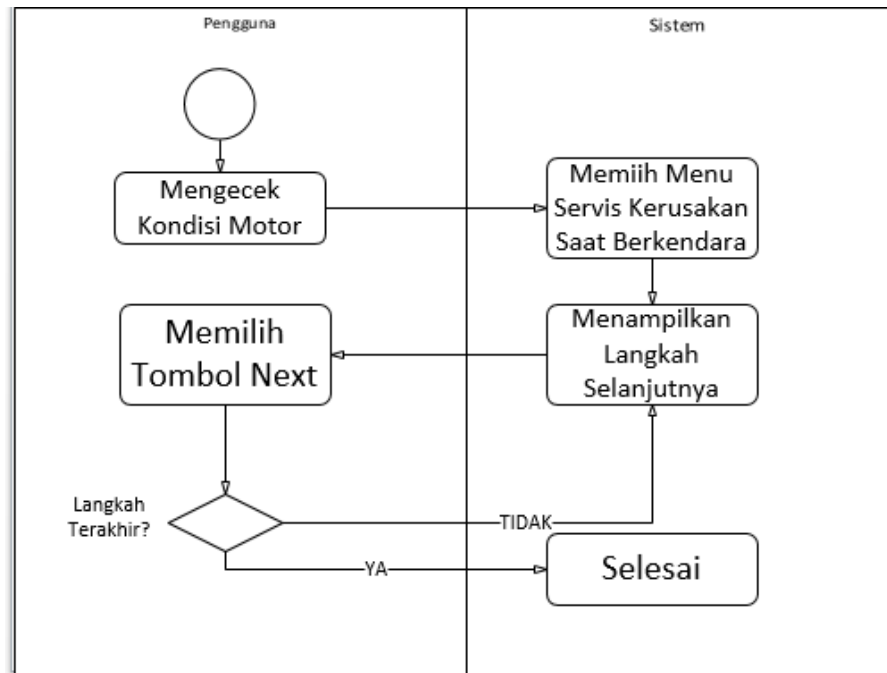 Pengguna
Sistem
Mengecek
Kondisi Motor
Memiih Menu
Servis Kerusakan
Saat Berkendara
Menampilkan
Langkah
Selanjutnya
Memilih
Tombol Next
Langkah
Terakhir?
TIDAK
YA
Selesai